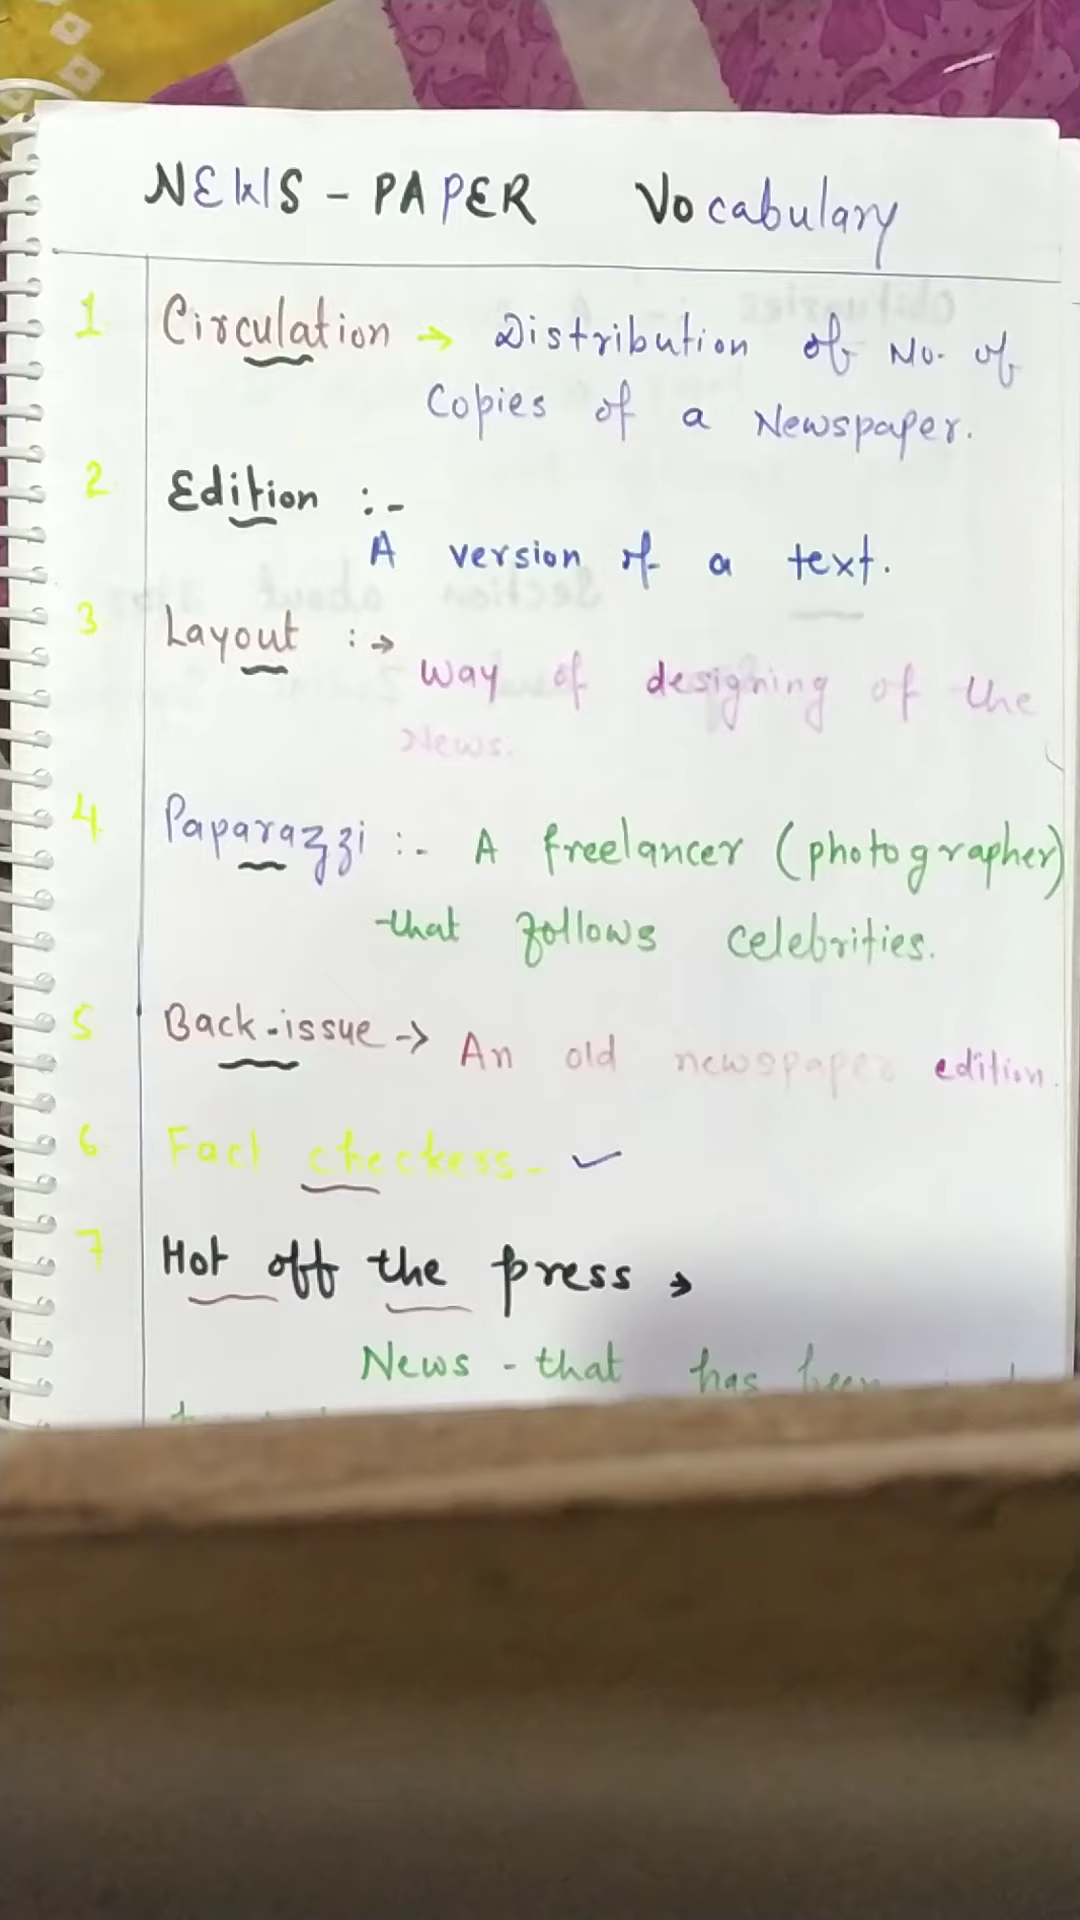 NEWS - PAPER Vocabulary
1 Circulation → Distribution of No. of
Copies of a Newspaper.
2 Edition :-
A version of a text.
3 Layout :→
way of designing of the
News.
4 Paparazzi :- A freelancer (photographer)
that follows celebrities.
5 Back-issue → An old newspaper edition.
6 Fact checkers - ✓
7 Hot off the press →
News - that has been